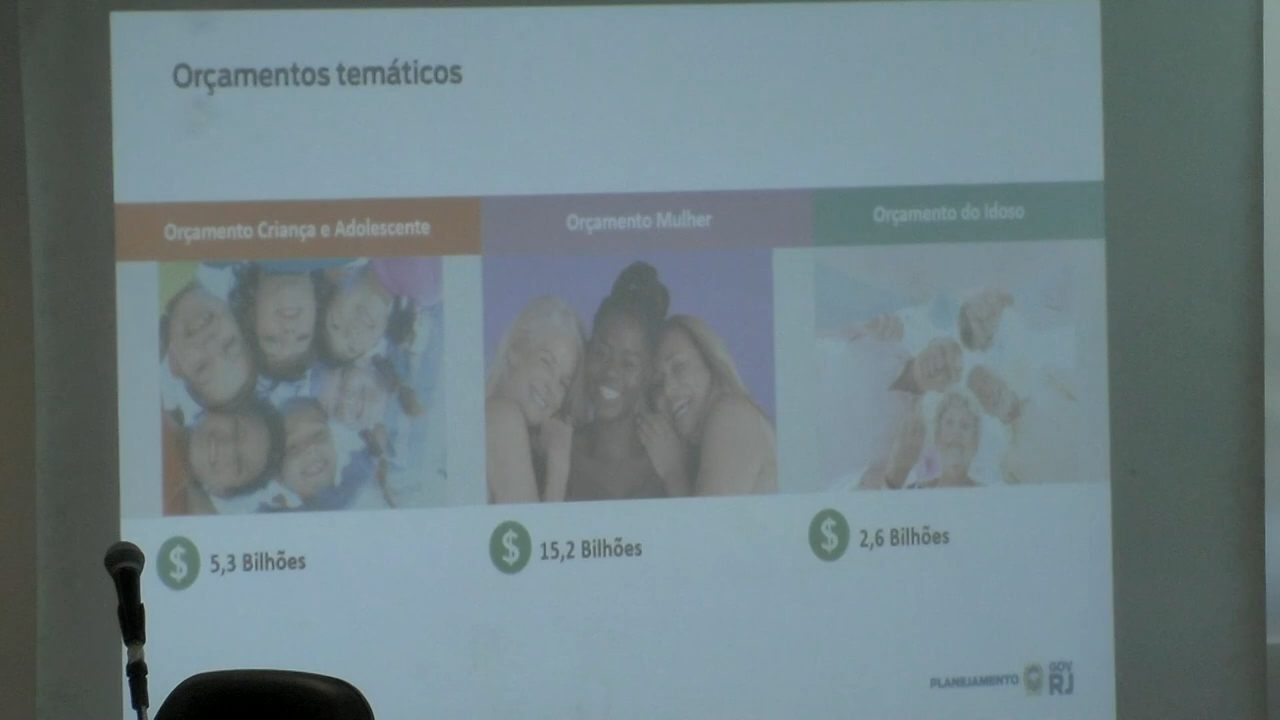 Orçamentos temáticos
Orçamento Criança e Adolescente
Orçamento Mulher
Orçamento do Idoso
$ 5,3 Bilhões
$ 15,2 Bilhões
$ 2,6 Bilhões
PLANEJAMENTO
GOV
RJ